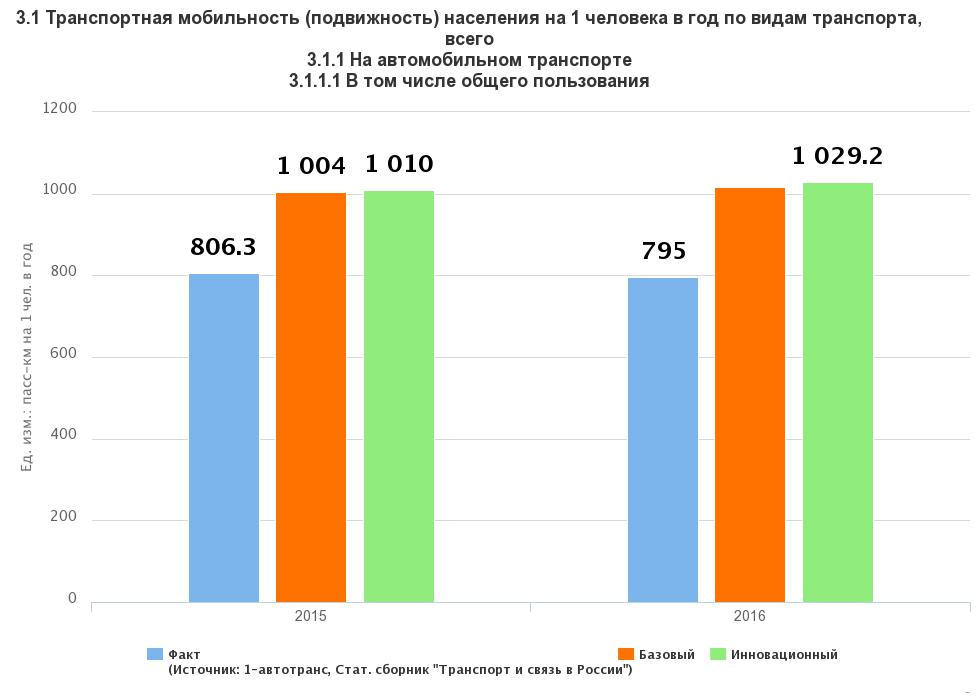 3.1 Транспортная мобильность (подвижность) населения на 1 человека в год по видам транспорта,
всего
3.1.1 На автомобильном транспорте
3.1.1.1 В том числе общего пользования
1200
1000
800
600
400
200
0
Ед. изм.: пасс-км на 1 чел. в год
806.3
1 004
1 010
795
1 029.2
2015
2016
Факт
(Источник: 1-автотранс, Стат. сборник "Транспорт и связь в России")
Базовый
Инновационный